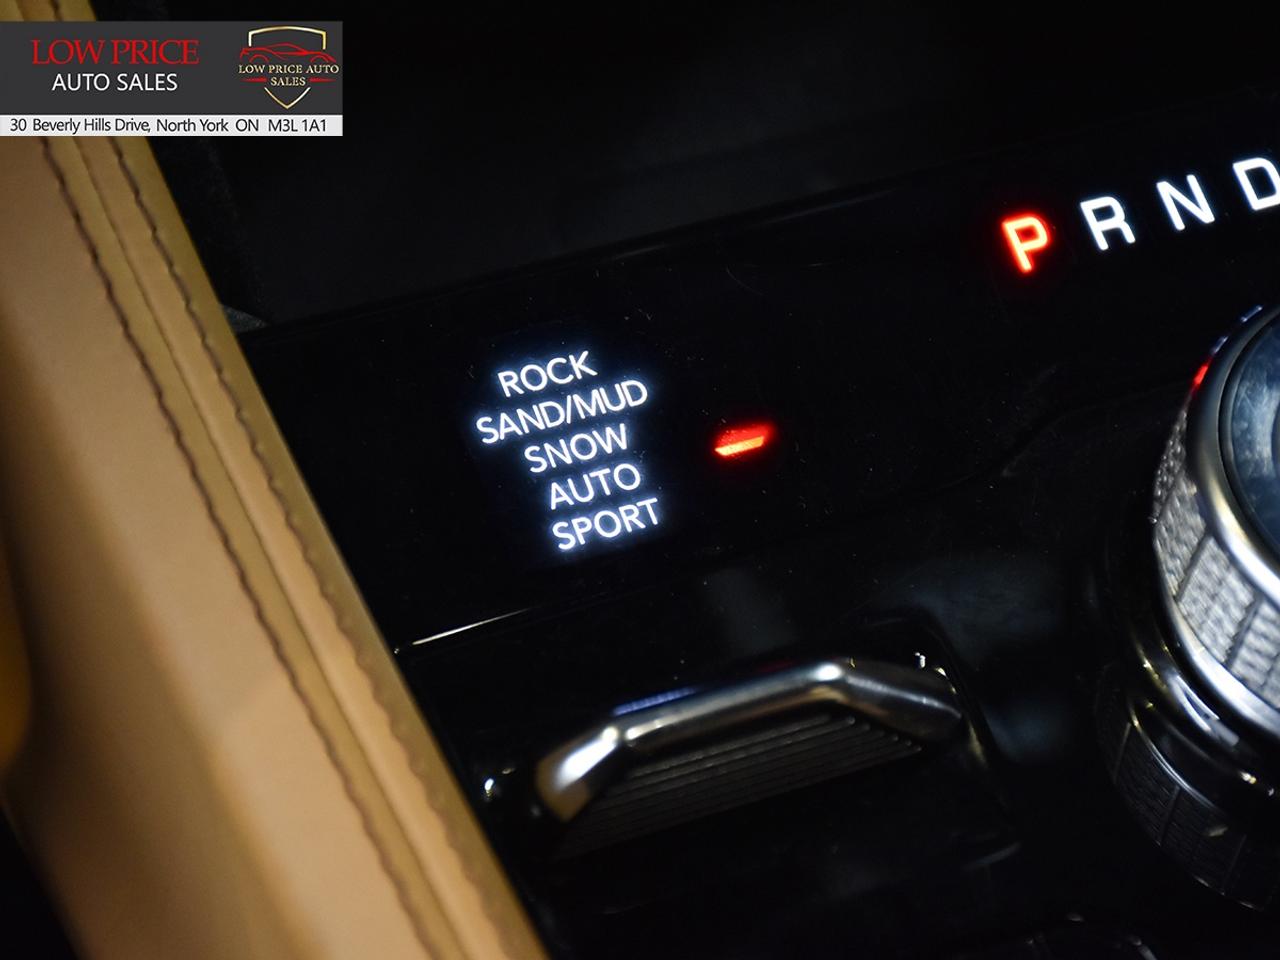 LOW PRICE
AUTO SALES
LOW PRICE AUTO
SALES
30 Beverly Hills Drive, North York ON M3L 1A1
P R N D
ROCK
SAND/MUD
SNOW
AUTO
SPORT